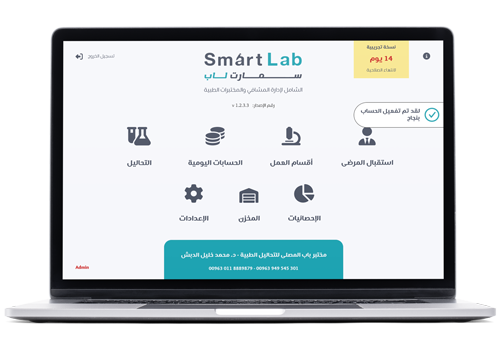 نسخة تجريبية
14 يوم
انتهاء الصلاحية
تسجيل الخروج
Smart Lab
سمارت لاب
الشامل لإدارة المشافي والمختبرات الطبية
رقم الإصدار : v 1.2.3.3
لقد تم تفعيل الحساب
بنجاح
استقبال المرضى
أقسام العمل
الحسابات اليومية
التحاليل
الإحصائيات
المخزن
الإعدادات
مختبر باب المصلى للتحاليل الطبية - د. محمد خليل الدبش
00963 011 8889879 - 00963 949 545 301
Admin